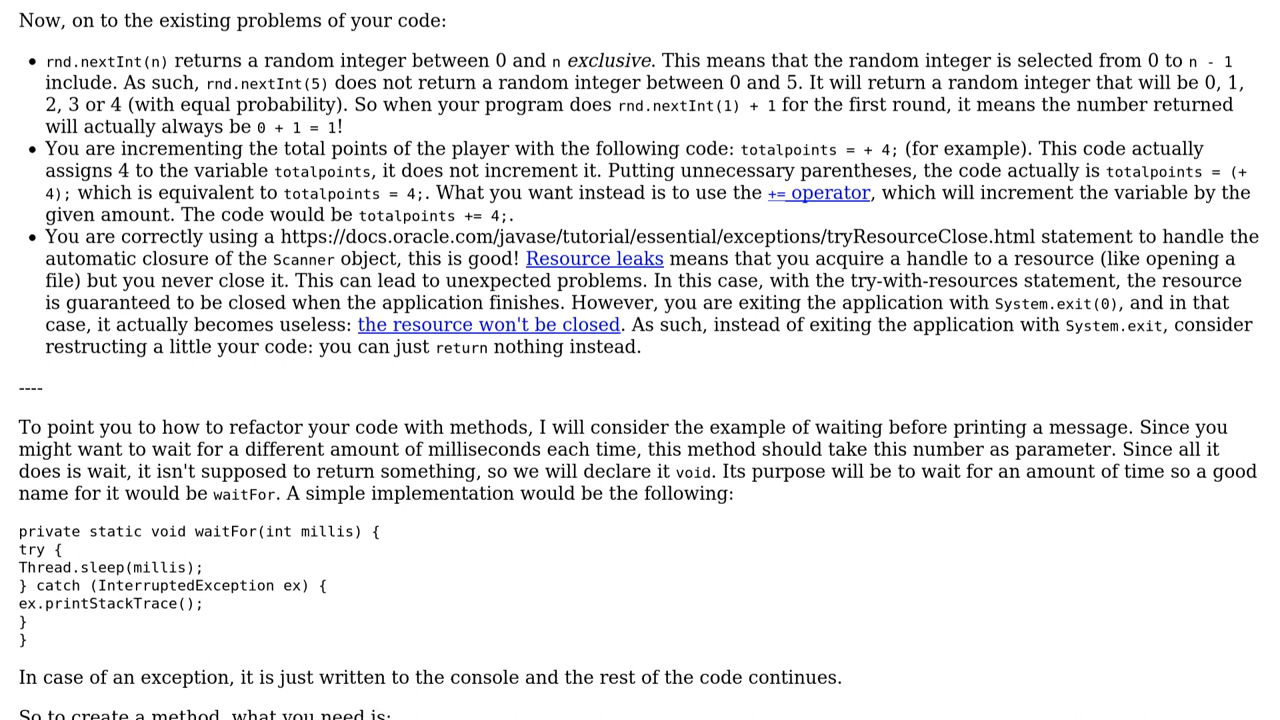 Now, on to the existing problems of your code:
• rnd.nextInt(n) returns a random integer between 0 and n exclusive. This means that the random integer is selected from 0 to n - 1
include. As such, rnd.nextInt(5) does not return a random integer between 0 and 5. It will return a random integer that will be 0, 1,
2, 3 or 4 (with equal probability). So when your program does rnd.nextInt(1) + 1 for the first round, it means the number returned
will actually always be 0 + 1 = 1!
• You are incrementing the total points of the player with the following code: totalpoints = + 4; (for example). This code actually
assigns 4 to the variable totalpoints, it does not increment it. Putting unnecessary parentheses, the code actually is totalpoints = (+
4); which is equivalent to totalpoints = 4;. What you want instead is to use the += operator, which will increment the variable by the
given amount. The code would be totalpoints += 4;.
• You are correctly using a https://docs.oracle.com/javase/tutorial/essential/exceptions/tryResourceClose.html statement to handle the
automatic closure of the Scanner object, this is good! Resource leaks means that you acquire a handle to a resource (like opening a
file) but you never close it. This can lead to unexpected problems. In this case, with the try-with-resources statement, the resource
is guaranteed to be closed when the application finishes. However, you are exiting the application with System.exit(0), and in that
case, it actually becomes useless: the resource won't be closed. As such, instead of exiting the application with System.exit, consider
restructing a little your code: you can just return nothing instead.
----
To point you to how to refactor your code with methods, I will consider the example of waiting before printing a message. Since you
might want to wait for a different amount of milliseconds each time, this method should take this number as parameter. Since all it
does is wait, it isn't supposed to return something, so we will declare it void. Its purpose will be to wait for an amount of time so a good
name for it would be waitFor. A simple implementation would be the following:
private static void waitFor(int millis) {
try {
Thread.sleep(millis);
} catch (InterruptedException ex) {
ex.printStackTrace();
}
}
In case of an exception, it is just written to the console and the rest of the code continues.
So to create a method, what you need is: